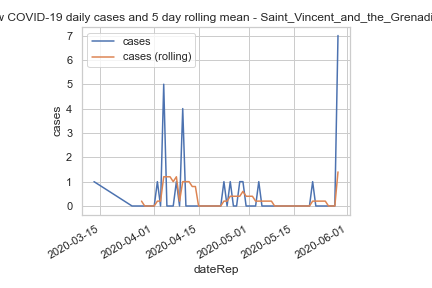 COVID-19 daily cases and 5 day rolling mean -
cases
cases (rolling)
cases
7
6
5
4
3
2
1
0
2020-03-15
2020-04-01
2020-04-15
2020-05-01
2020-05-15
2020-06-01
dateRep